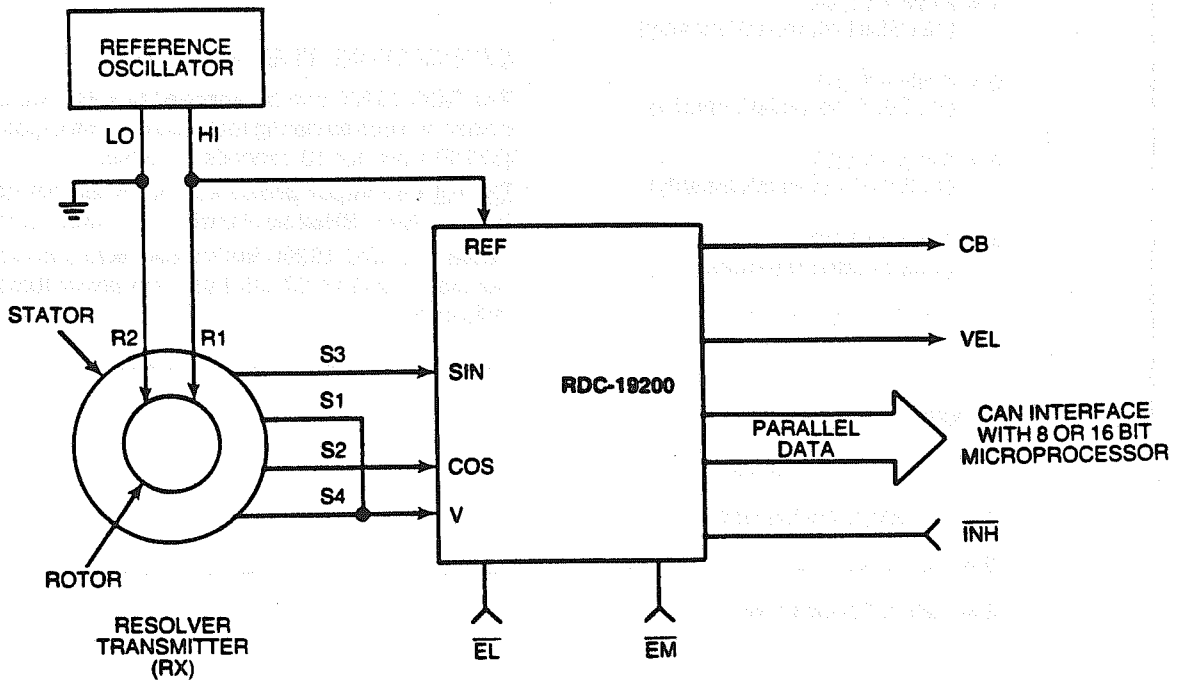 REFERENCE
OSCILLATOR
LO
HI
REF
CB
STATOR
R2
R1
VEL
S3
SIN
RDC-19200
S1
PARALLEL
DATA
CAN INTERFACE
WITH 8 OR 16 BIT
MICROPROCESSOR
S2
COS
S4
V
INH
ROTOR
RESOLVER
TRANSMITTER
(RX)
EL
EM